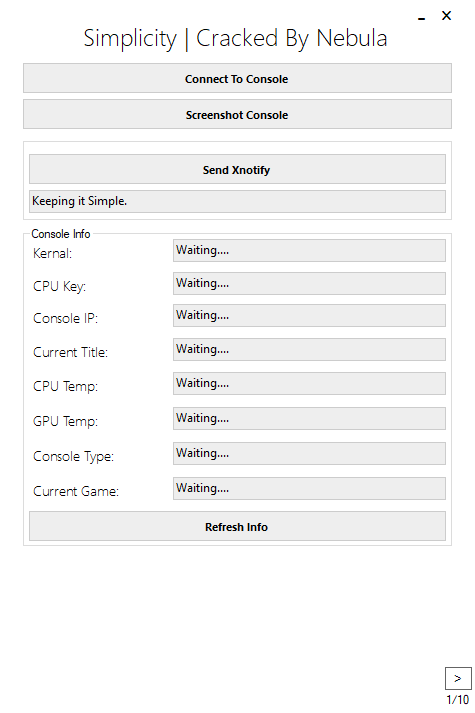 Simplicity | Cracked By Nebula
Connect To Console
Screenshot Console
Send Xnotify
Keeping it Simple.
Console Info
Kernal: Waiting....
CPU Key: Waiting....
Console IP: Waiting....
Current Title: Waiting....
CPU Temp: Waiting....
GPU Temp: Waiting....
Console Type: Waiting....
Current Game: Waiting....
Refresh Info
>
1/10